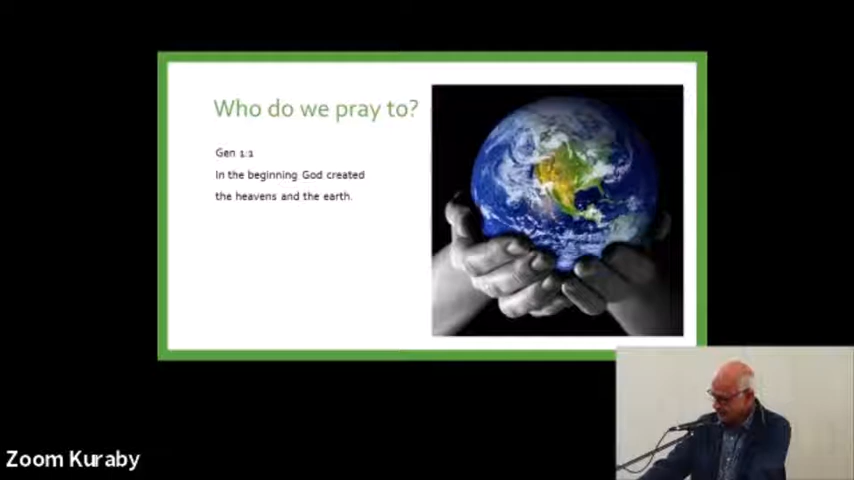 Who do we pray to?
Gen 1:1
In the beginning God created
the heavens and the earth.
Zoom Kuraby